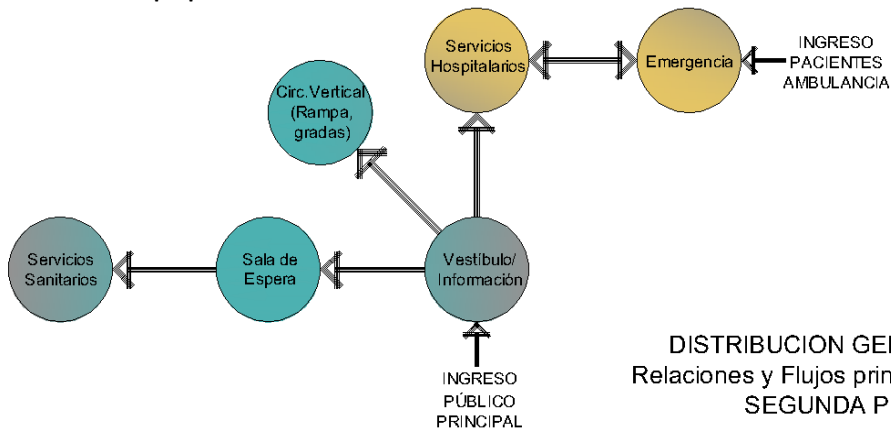 Servicios
Hospitalarios
Emergencia
INGRESO
PACIENTES
AMBULANCIA
Circ.Vertical
(Rampa,
gradas)
Servicios
Sanitarios
Sala de
Espera
Vestíbulo/
Información
INGRESO
PÚBLICO
PRINCIPAL
DISTRIBUCION GE
Relaciones y Flujos prin
SEGUNDA P